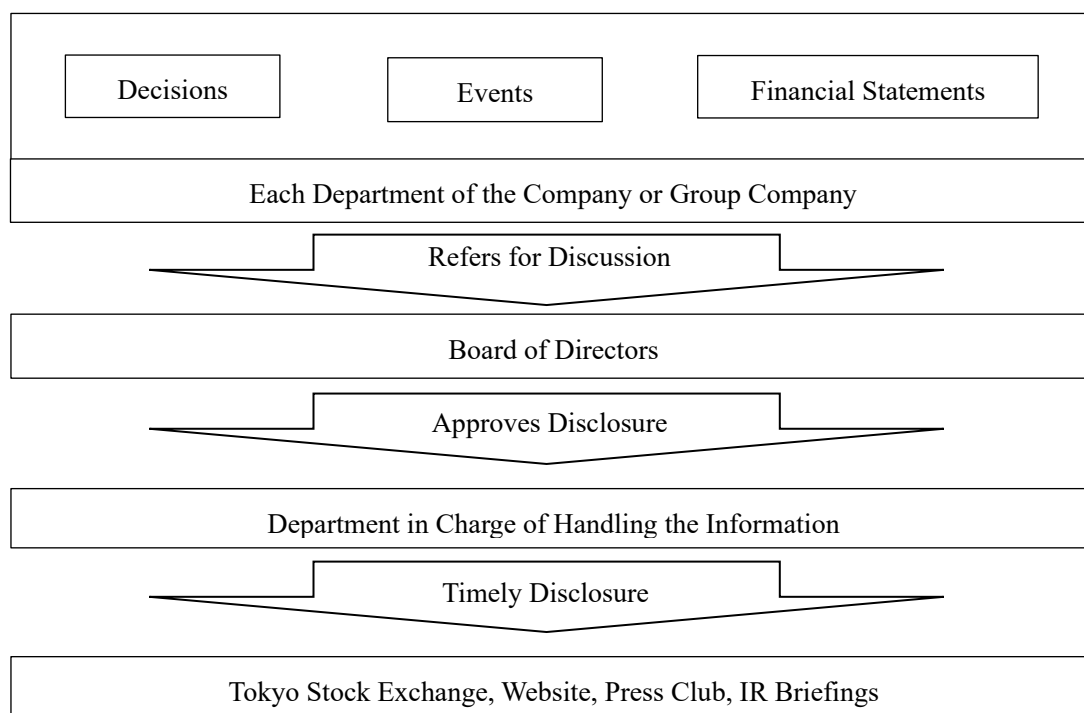 Decisions
Events
Financial Statements
Each Department of the Company or Group Company
Refers for Discussion
Board of Directors
Approves Disclosure
Department in Charge of Handling the Information
Timely Disclosure
Tokyo Stock Exchange, Website, Press Club, IR Briefings